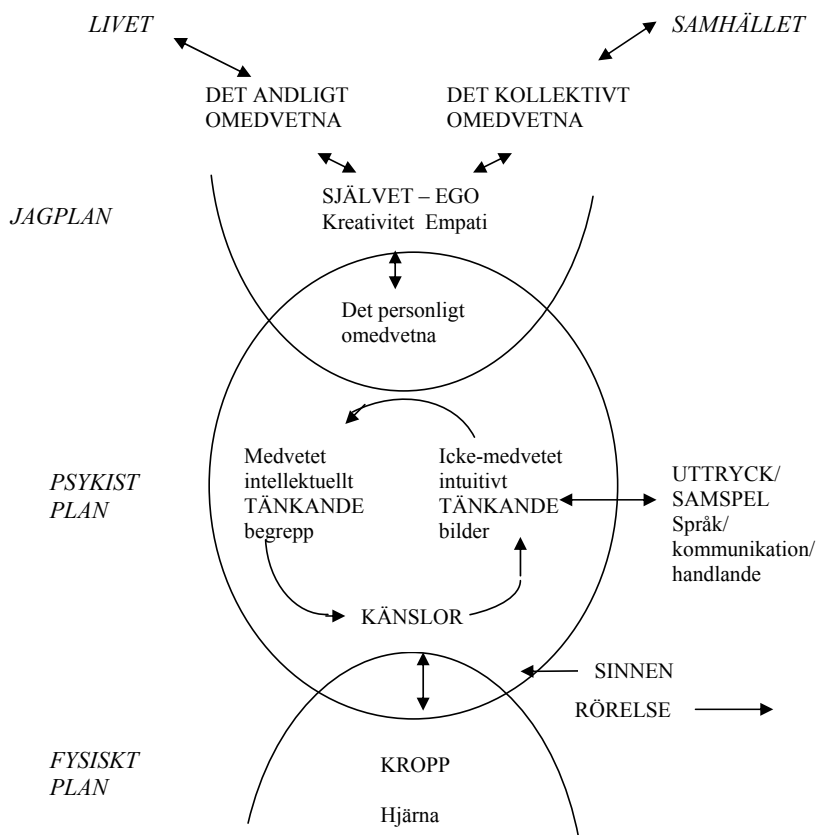 LIVET
SAMHÄLLET
DET ANDLIGT
OMEDVETNA
DET KOLLEKTIVT
OMEDVETNA
JAGPLAN
SJÄLVET – EGO
Kreativitet Empati
Det personligt
omedvetna
PSYKIST
PLAN
Medvetet
intellektuellt
TÄNKANDE
begrepp
Icke-medvetet
intuitivt
TÄNKANDE
bilder
UTTRYCK/
SAMSPEL
Språk/
kommunikation/
handlande
KÄNSLOR
SINNEN
RÖRELSE
FYSISKT
PLAN
KROPP
Hjärna